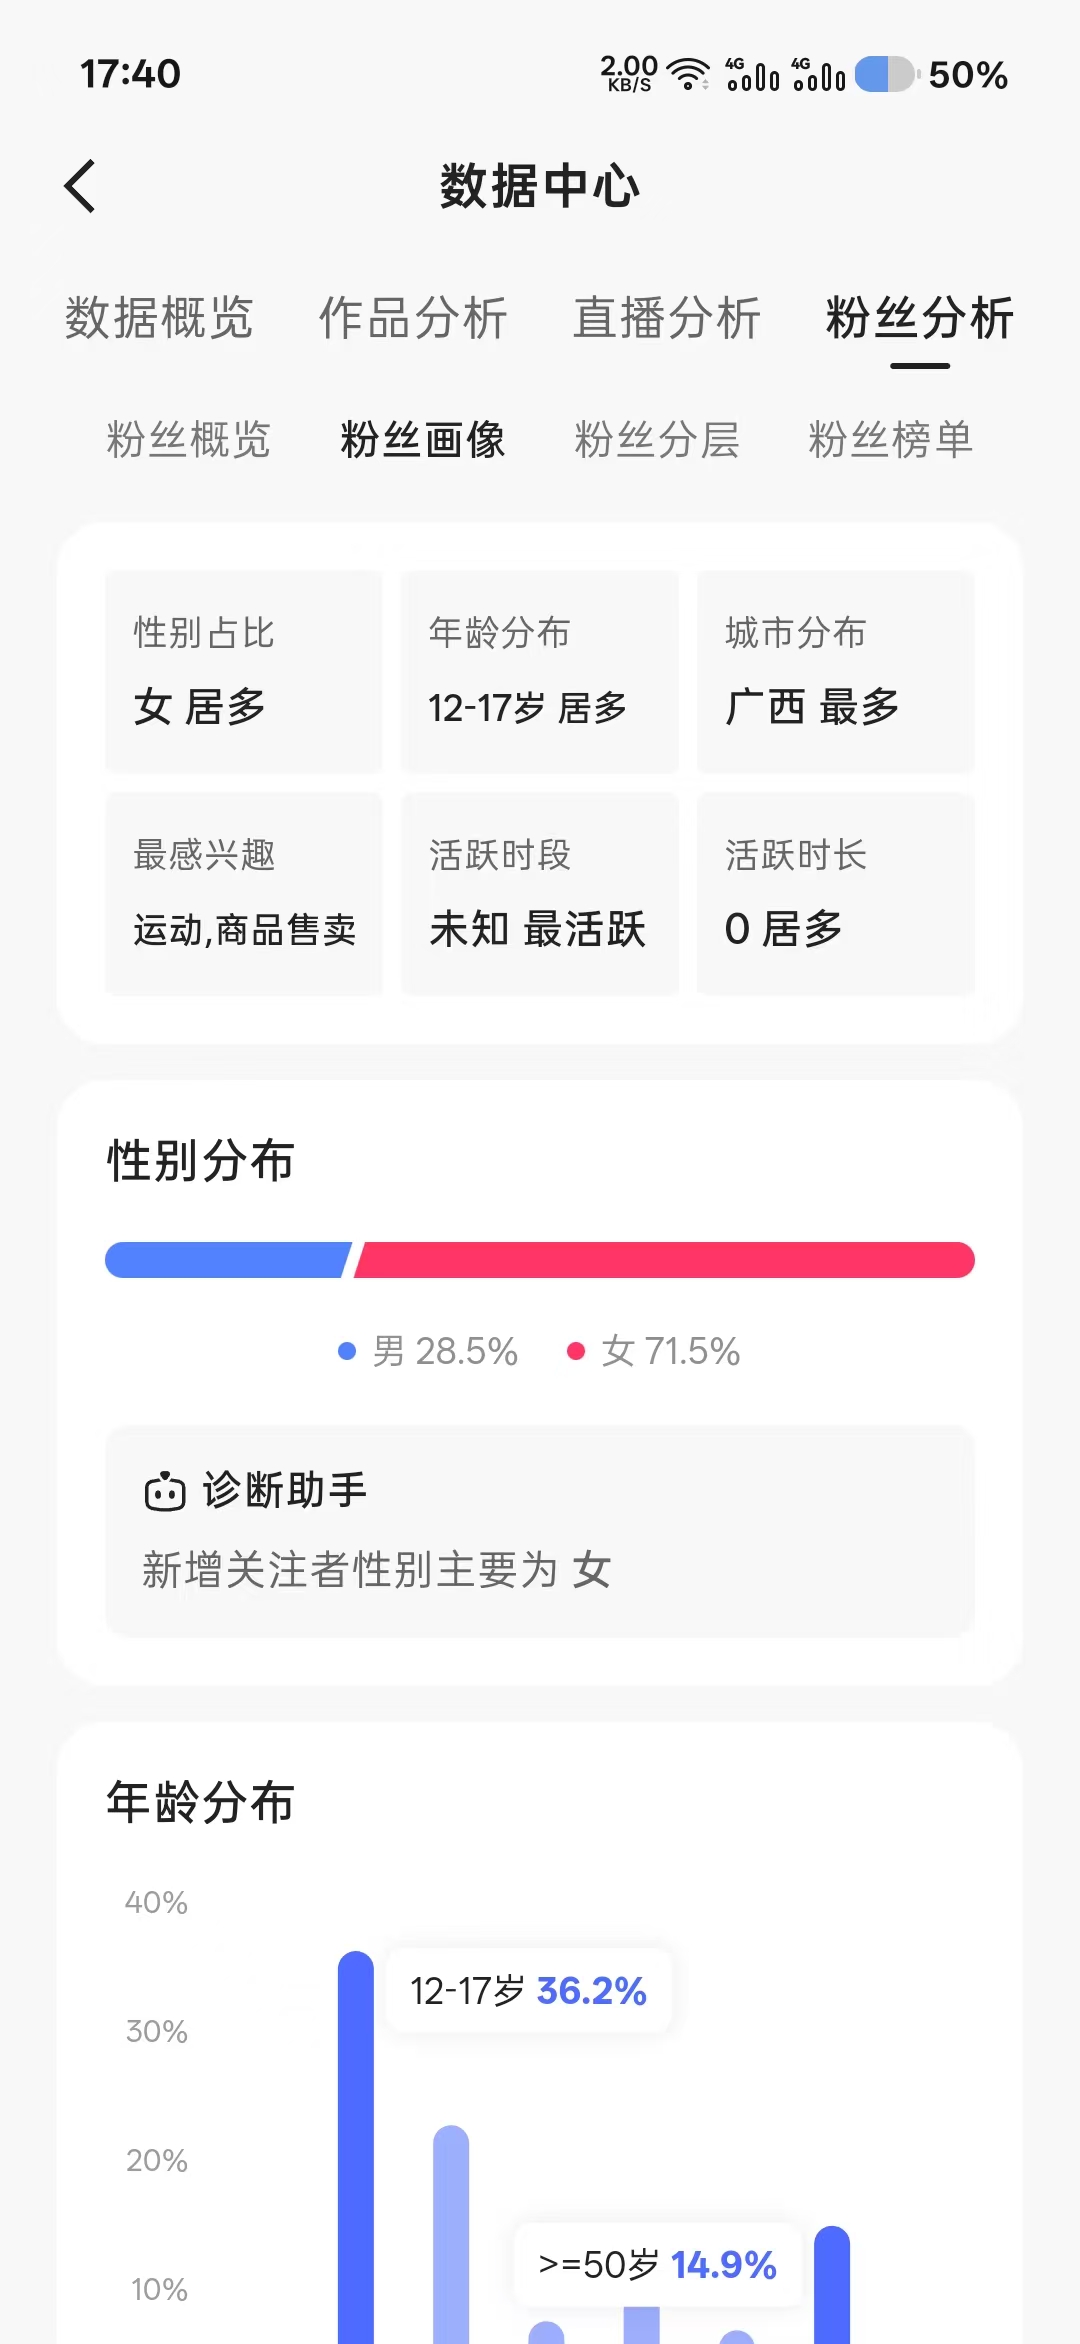 17:40
2.00 KB/S 4G 4G 50%
数据中心
数据概览 作品分析 直播分析 粉丝分析
粉丝概览 粉丝画像 粉丝分层 粉丝榜单
性别占比 年龄分布 城市分布
女 居多 12-17岁 居多 广西 最多
最感兴趣 活跃时段 活跃时长
运动,商品售卖 未知 最活跃 0 居多
性别分布
男 28.5% 女 71.5%
诊断助手
新增关注者性别主要为 女
年龄分布
40%
12-17岁 36.2%
30%
20%
>=50岁 14.9%
10%